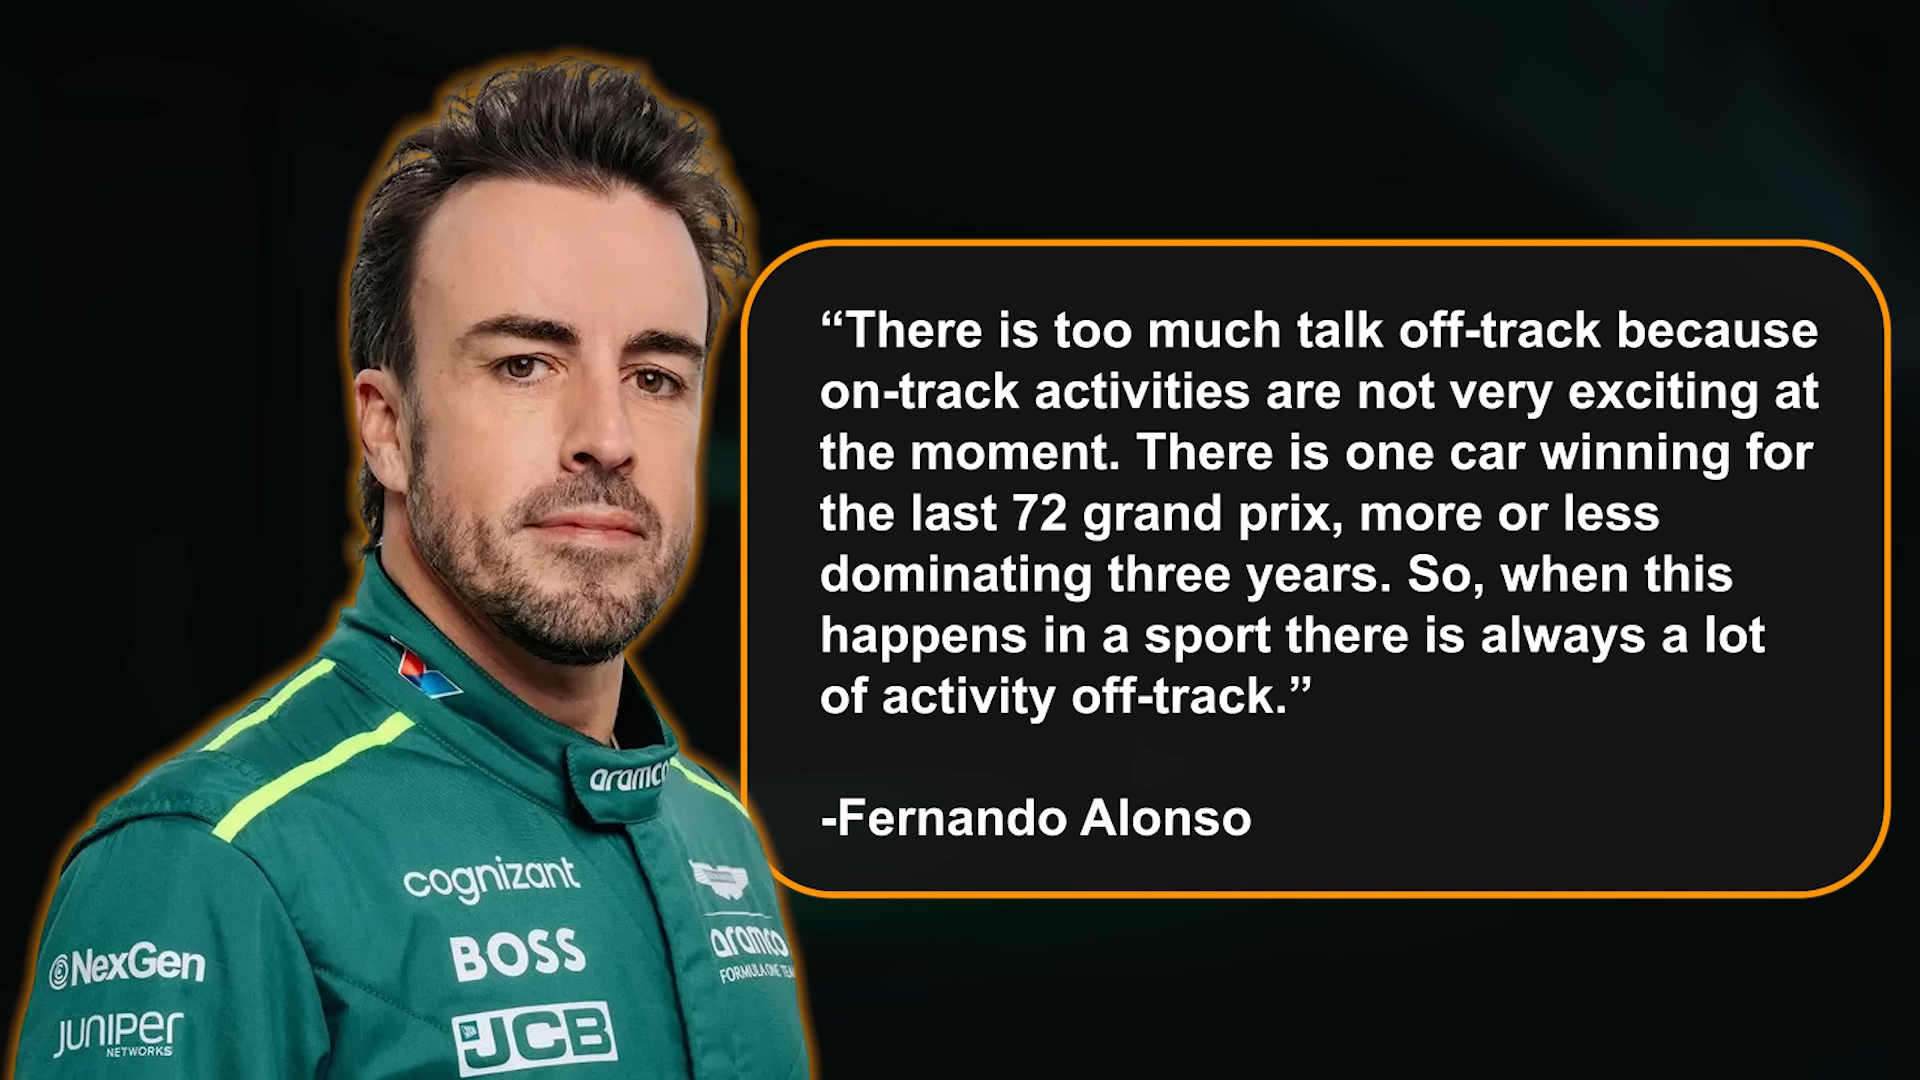 “There is too much talk off-track because
on-track activities are not very exciting at
the moment. There is one car winning for
the last 72 grand prix, more or less
dominating three years. So, when this
happens in a sport there is always a lot
of activity off-track.”
-Fernando Alonso
aramco
cognizant
BOSS
JCB
NexGen
JUNIPER
NETWORKS
aramco
FORMULA ONE TEA